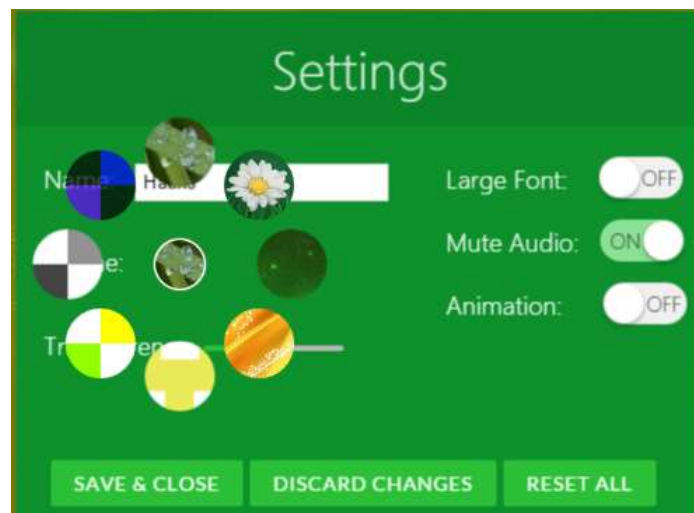 Settings
Large Font: OFF
Mute Audio: ON
Animation: OFF
SAVE & CLOSE DISCARD CHANGES RESET ALL